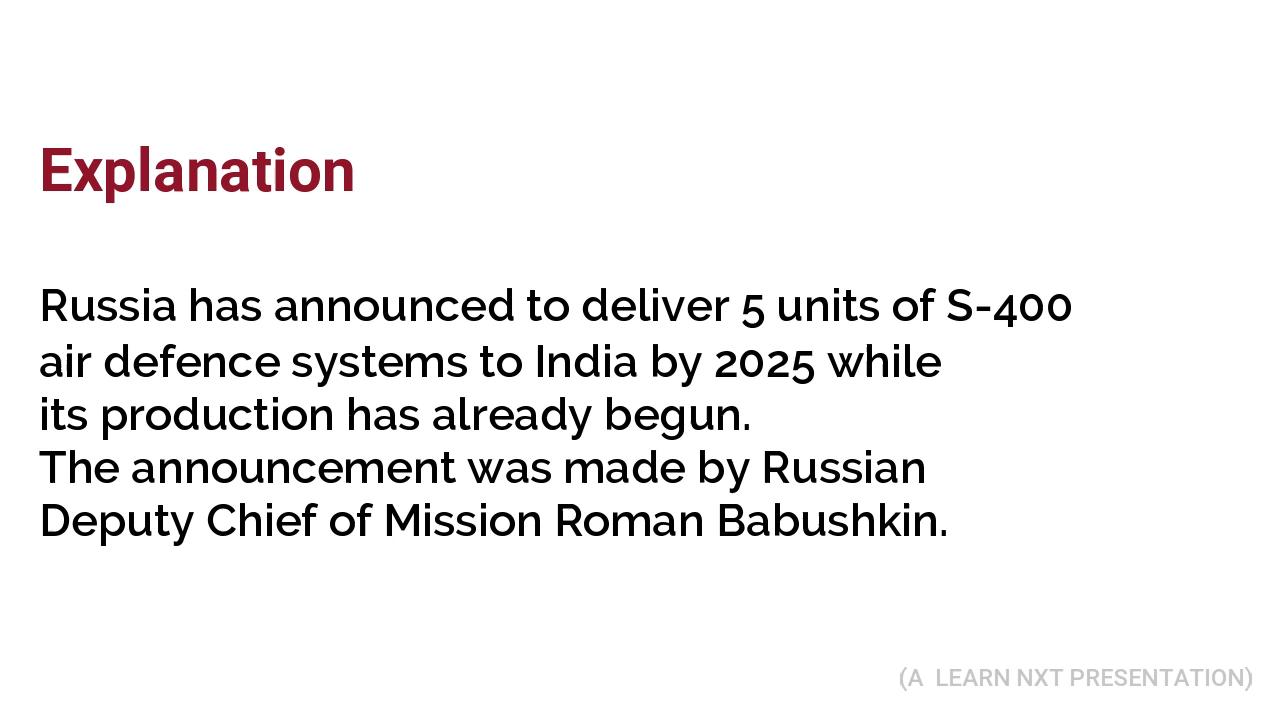 Explanation
Russia has announced to deliver 5 units of S-400
air defence systems to India by 2025 while
its production has already begun.
The announcement was made by Russian
Deputy Chief of Mission Roman Babushkin.
(A LEARN NXT PRESENTATION)